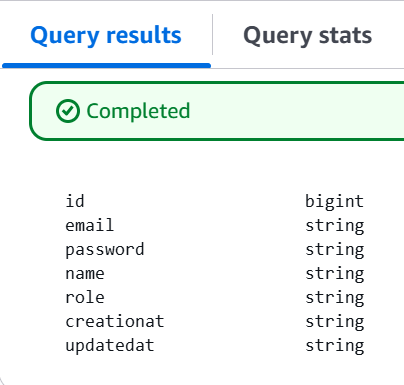 Query results Query stats
Completed
id bigint
email string
password string
name string
role string
creationat string
updatedat string